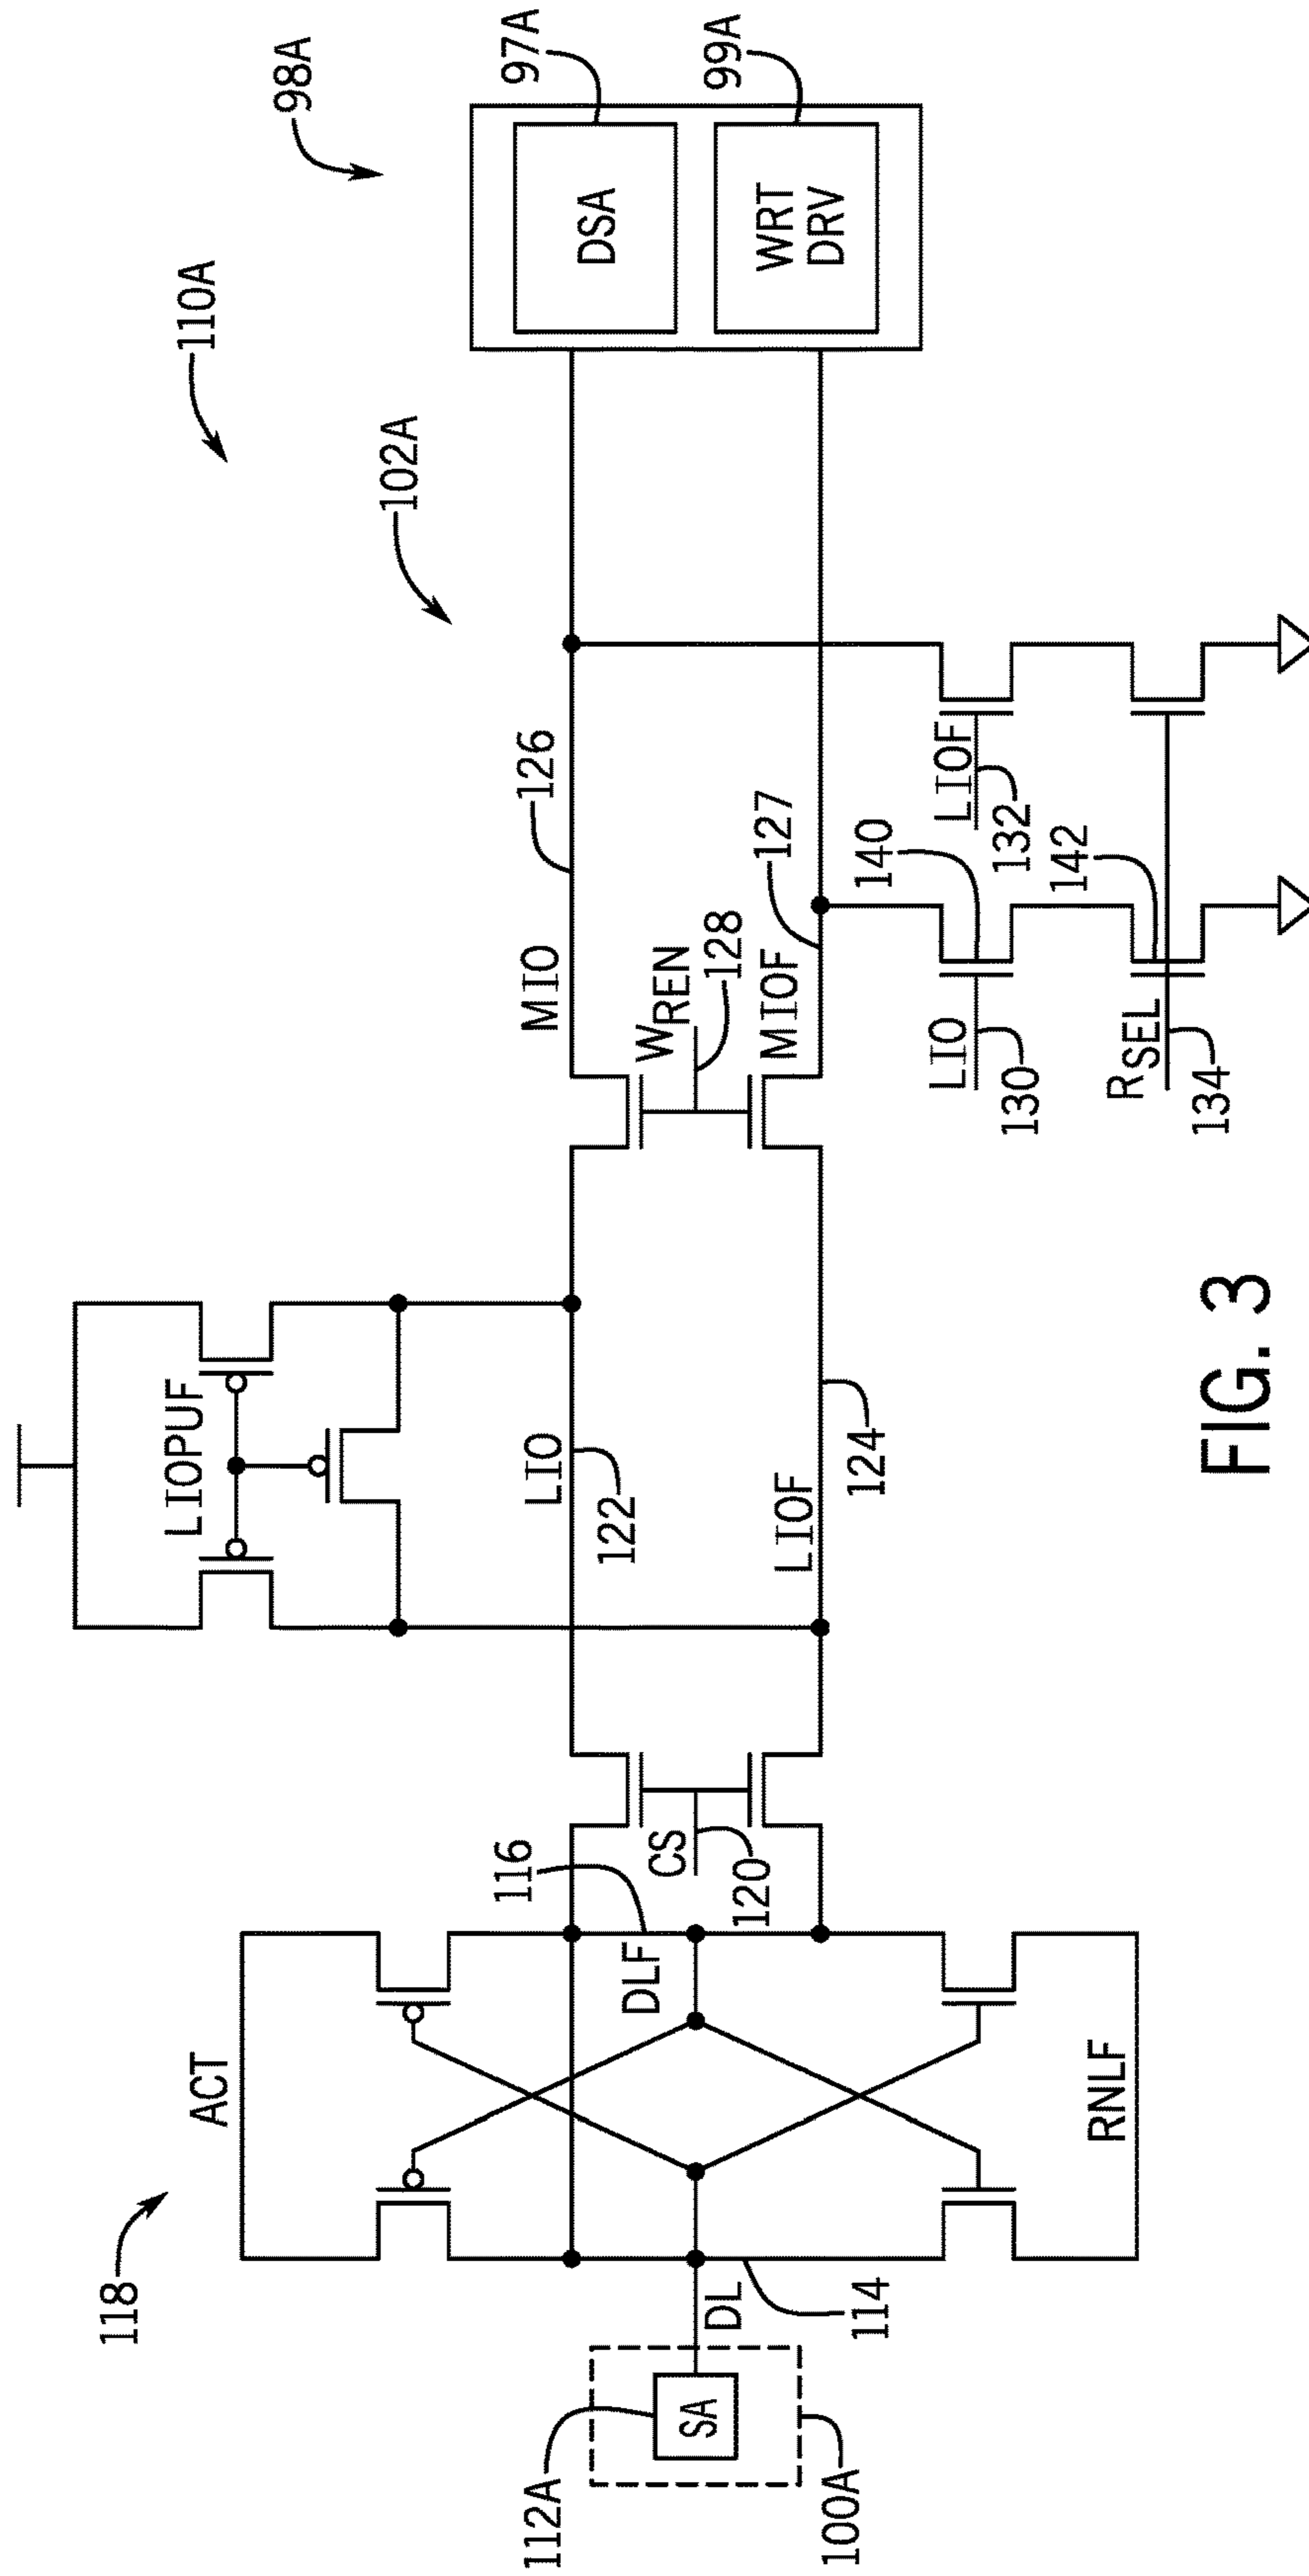 118
ACT
112A
SA
100A
DL
114
DLF
116
RNLF
CS
120
LIOPUF
LIO
122
LIOF
124
MIO
126
WREN
128
MIOF
127
LIO
130
140
LIOF
132
RSEL
134
142
102A
110A
98A
DSA
97A
WRT
DRV
99A
FIG. 3